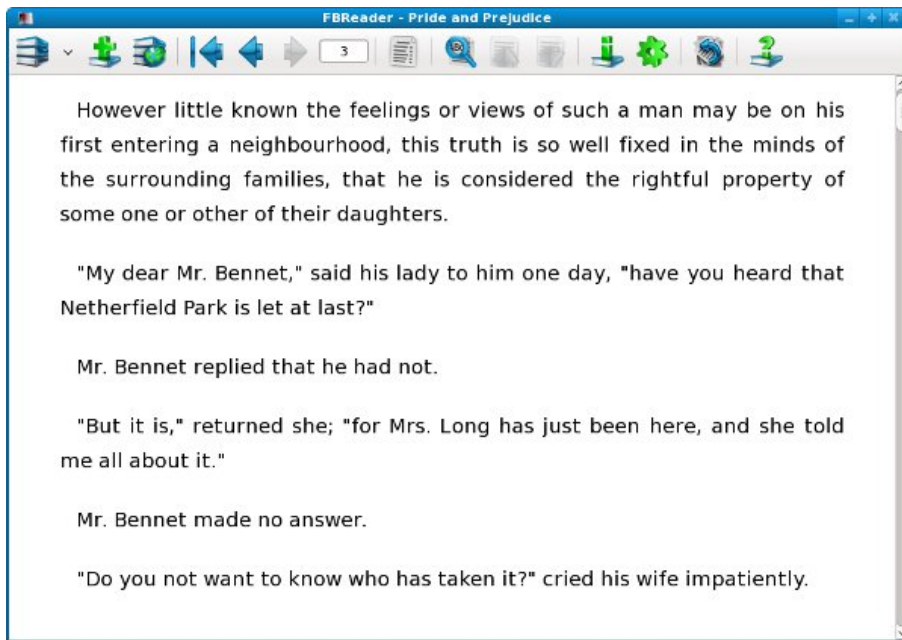 FBReader - Pride and Prejudice
3
However little known the feelings or views of such a man may be on his
first entering a neighbourhood, this truth is so well fixed in the minds of
the surrounding families, that he is considered the rightful property of
some one or other of their daughters.
"My dear Mr. Bennet," said his lady to him one day, "have you heard that
Netherfield Park is let at last?"
Mr. Bennet replied that he had not.
"But it is," returned she; "for Mrs. Long has just been here, and she told
me all about it."
Mr. Bennet made no answer.
"Do you not want to know who has taken it?" cried his wife impatiently.